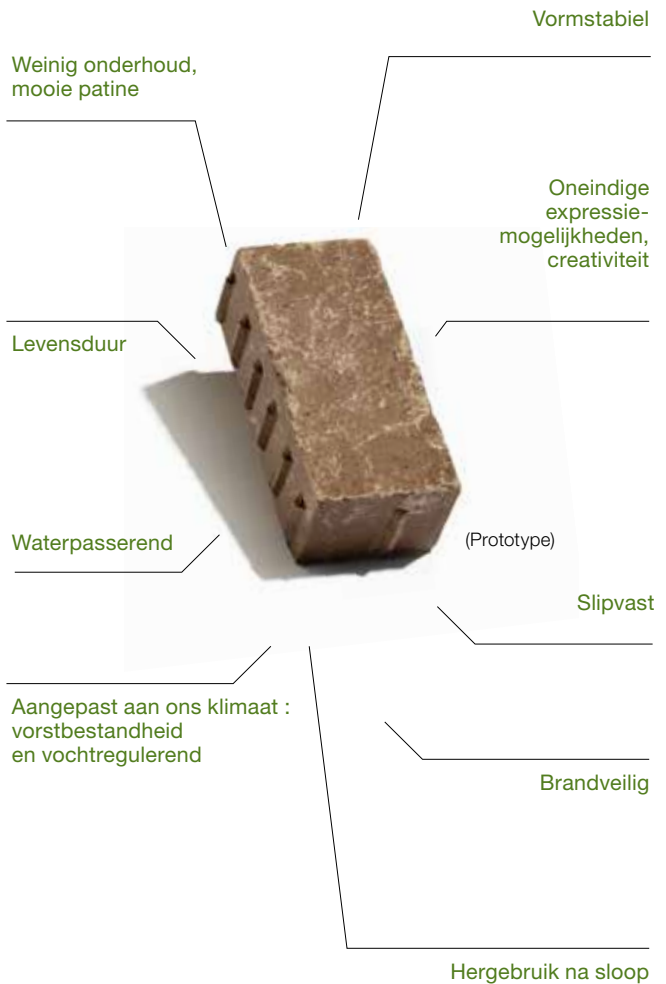 Vormstabiel
Weinig onderhoud,
mooie patine
Oneindige
expressie-
mogelijkheden,
creativiteit
Levensduur
Waterpasserend
(Prototype)
Slipvast
Aangepast aan ons klimaat :
vorstbestandheid
en vochtregulerend
Brandveilig
Hergebruik na sloop